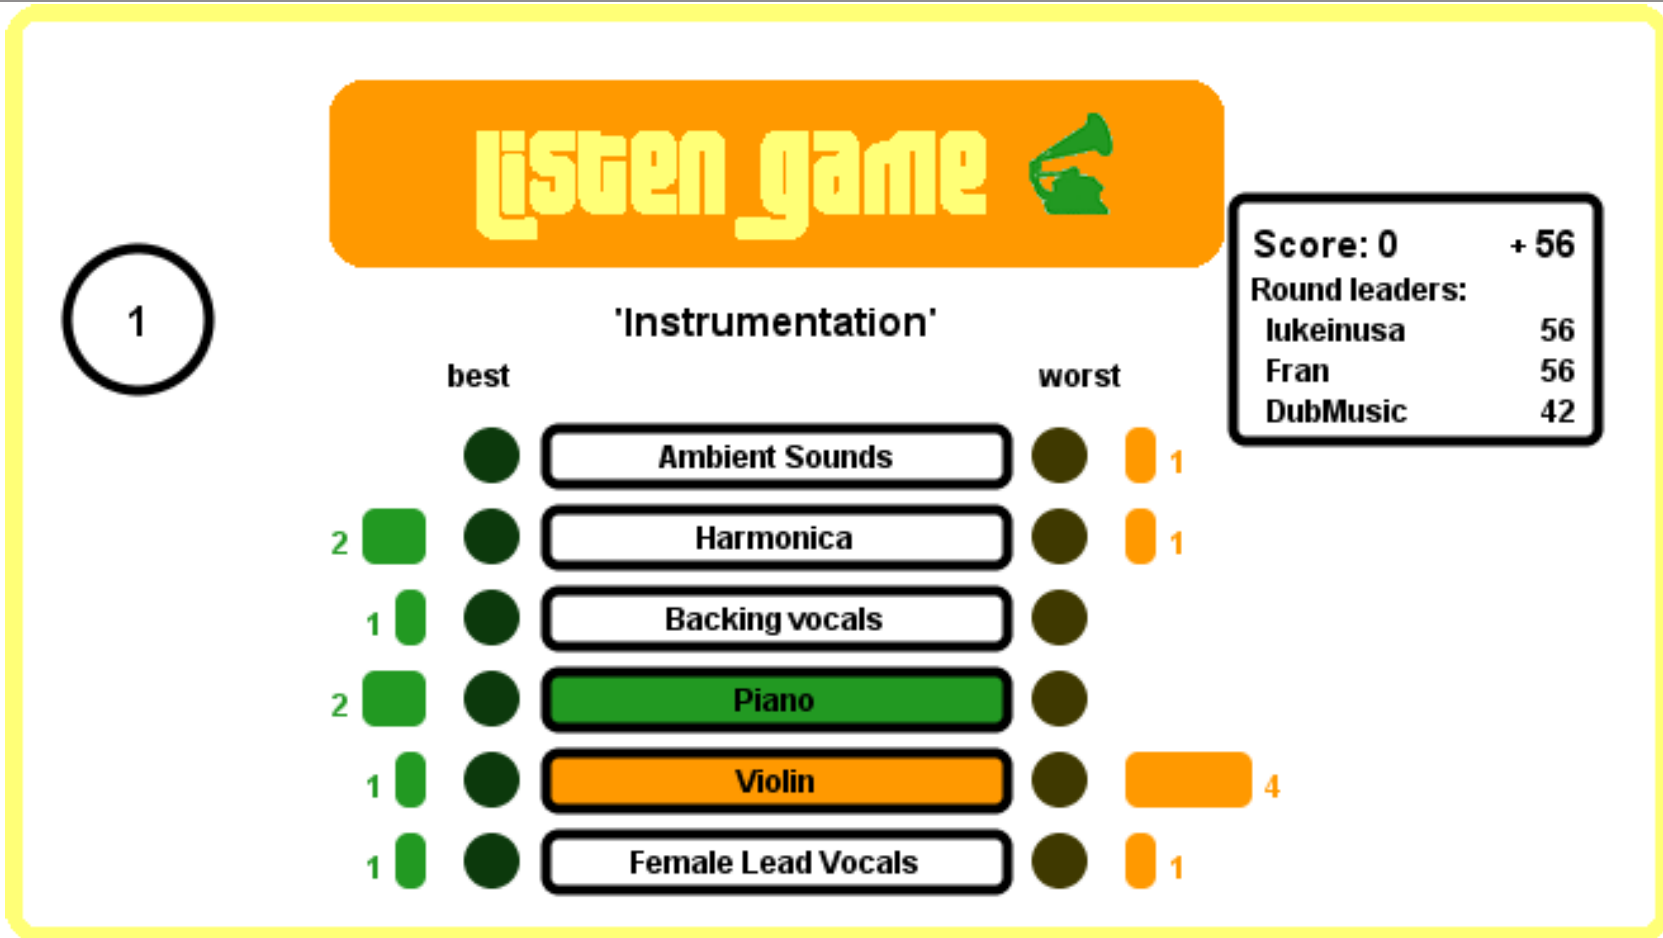 Listen game
Score: 0 + 56
Round leaders:
lukeinusa 56
Fran 56
DubMusic 42
1
'Instrumentation'
best worst
Ambient Sounds 1
2 Harmonica 1
1 Backing vocals
2 Piano
1 Violin 4
1 Female Lead Vocals 1